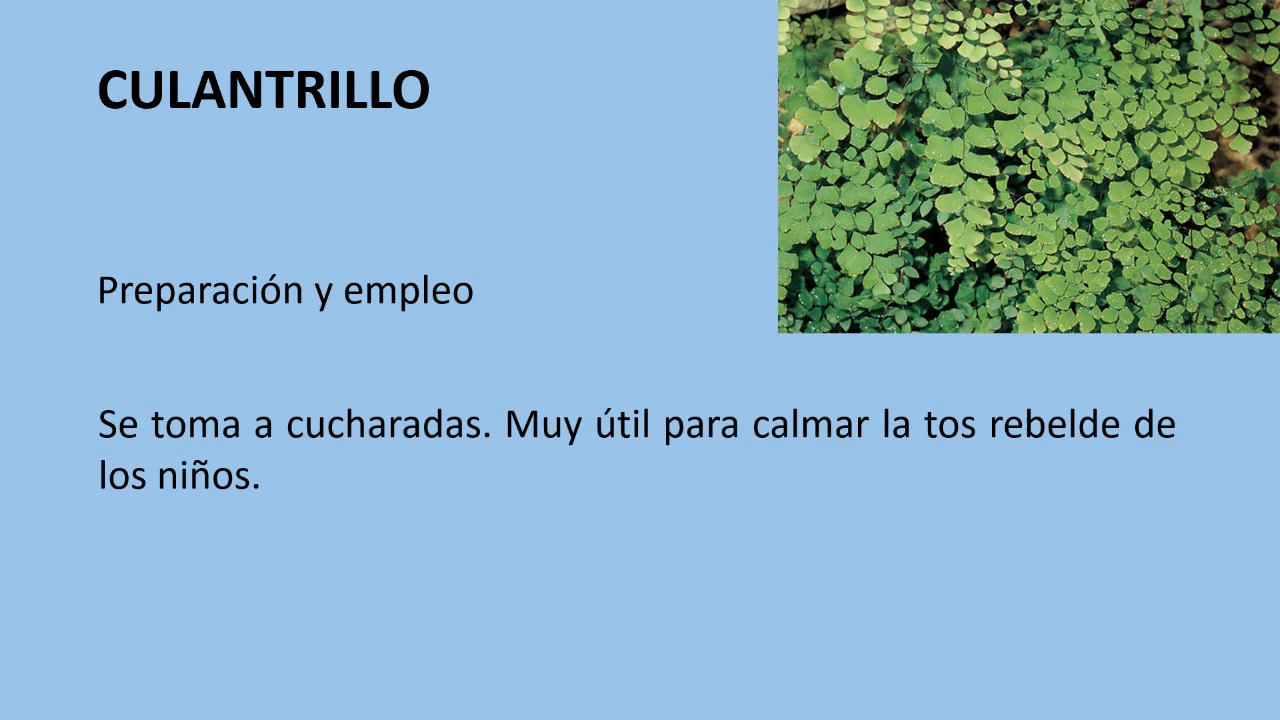 CULANTRILLO
Preparación y empleo
Se toma a cucharadas. Muy útil para calmar la tos rebelde de
los niños.